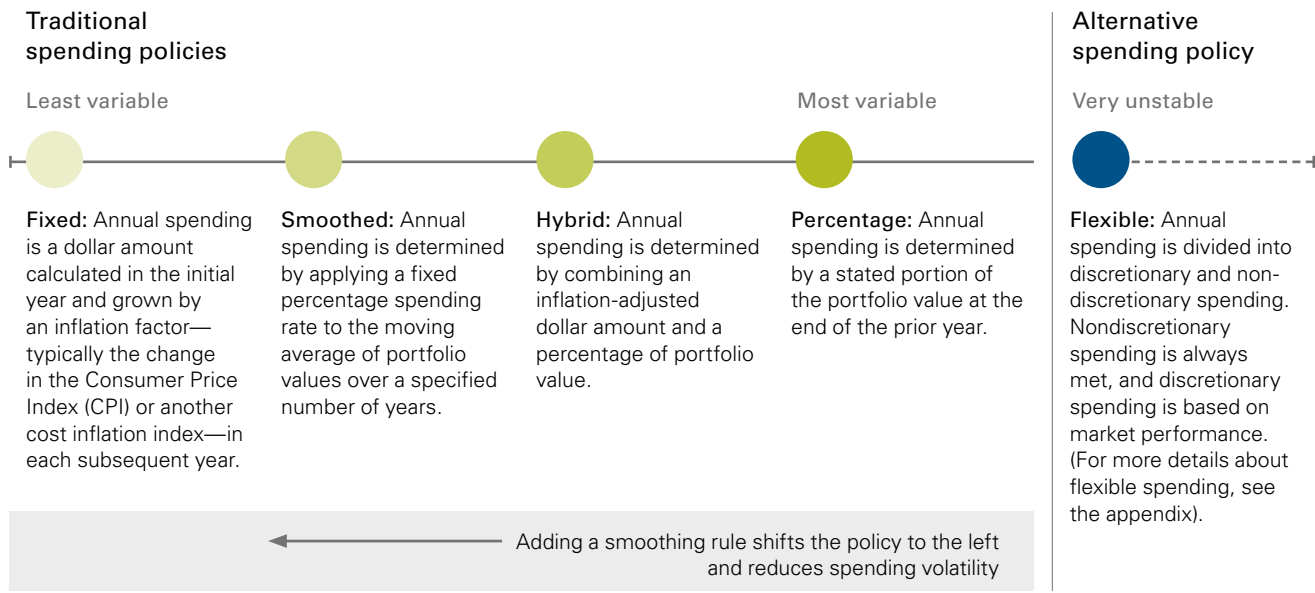 Traditional
spending policies
Least variable
Most variable
Fixed: Annual spending
is a dollar amount
calculated in the initial
year and grown by
an inflation factor—
typically the change
in the Consumer Price
Index (CPI) or another
cost inflation index—in
each subsequent year.
Smoothed: Annual
spending is determined
by applying a fixed
percentage spending
rate to the moving
average of portfolio
values over a specified
number of years.
Hybrid: Annual
spending is determined
by combining an
inflation-adjusted
dollar amount and a
percentage of portfolio
value.
Percentage: Annual
spending is determined
by a stated portion of
the portfolio value at the
end of the prior year.
Adding a smoothing rule shifts the policy to the left
and reduces spending volatility
Alternative
spending policy
Very unstable
Flexible: Annual
spending is divided into
discretionary and non-
discretionary spending.
Nondiscretionary
spending is always
met, and discretionary
spending is based on
market performance.
(For more details about
flexible spending, see
the appendix).